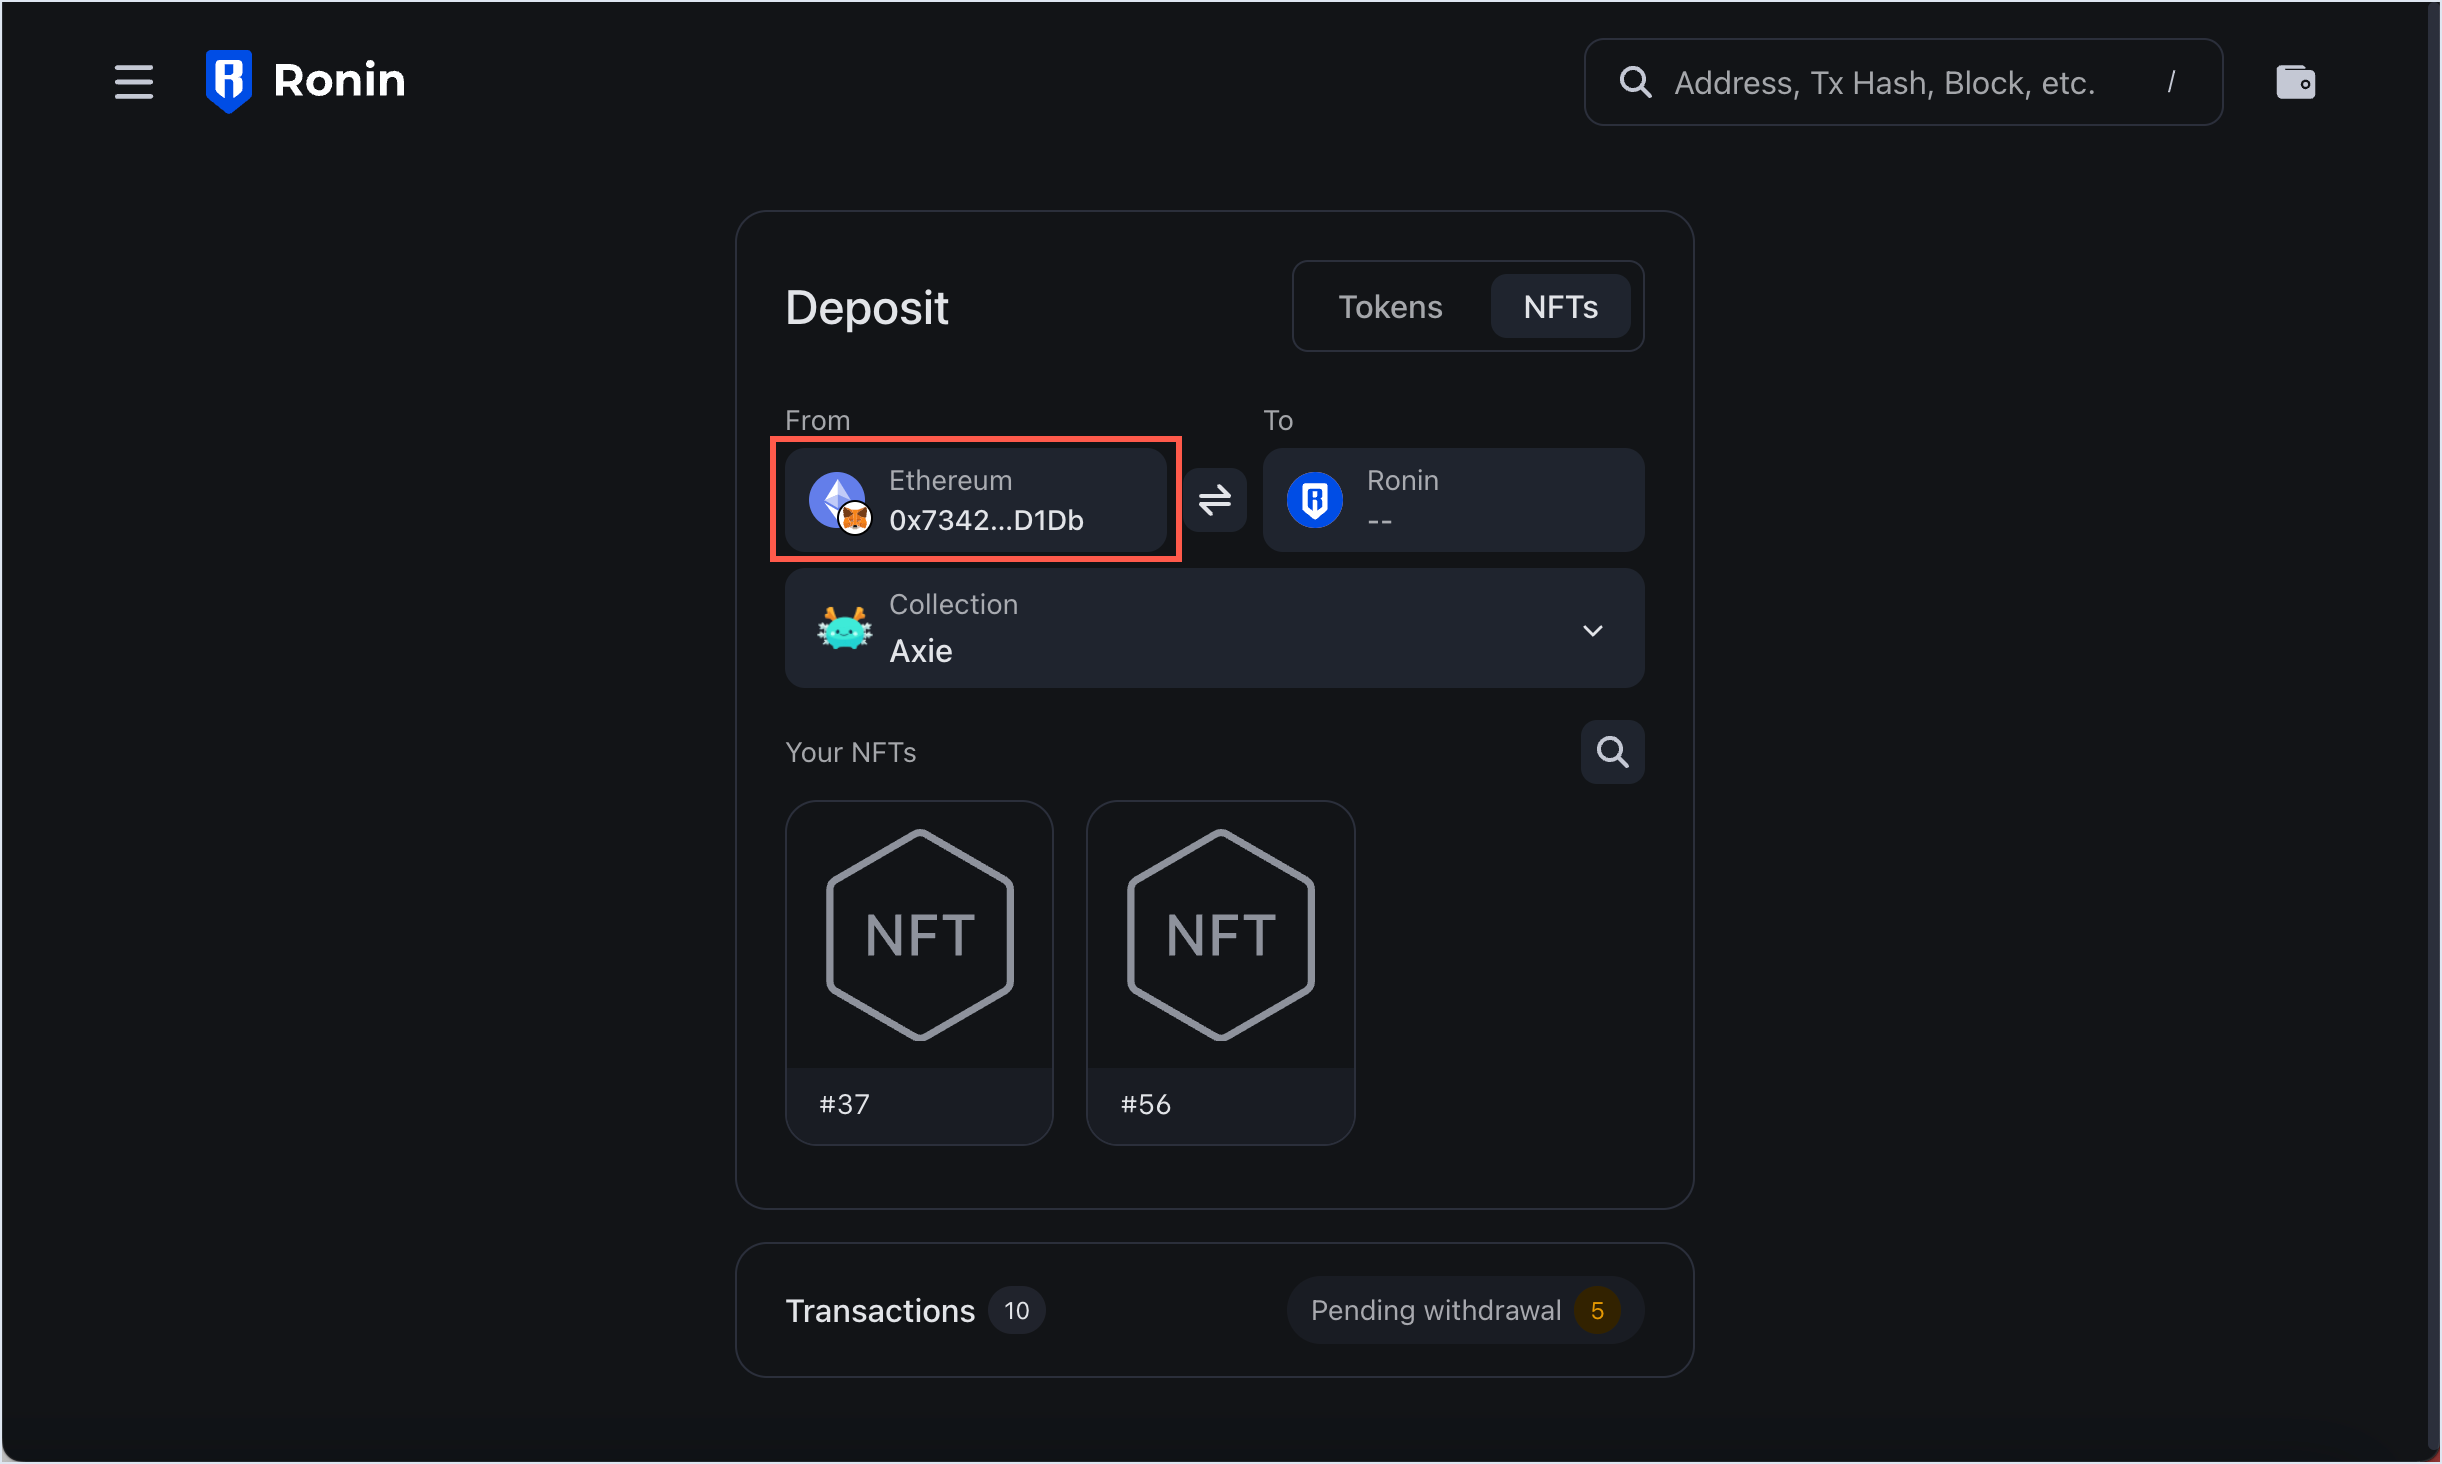 Ronin
Address, Tx Hash, Block, etc. /
Deposit
Tokens
NFTs
From
To
Ethereum
0x7342...D1Db
Ronin
--
Collection
Axie
Your NFTs
NFT
NFT
#37
#56
Transactions 10
Pending withdrawal 5